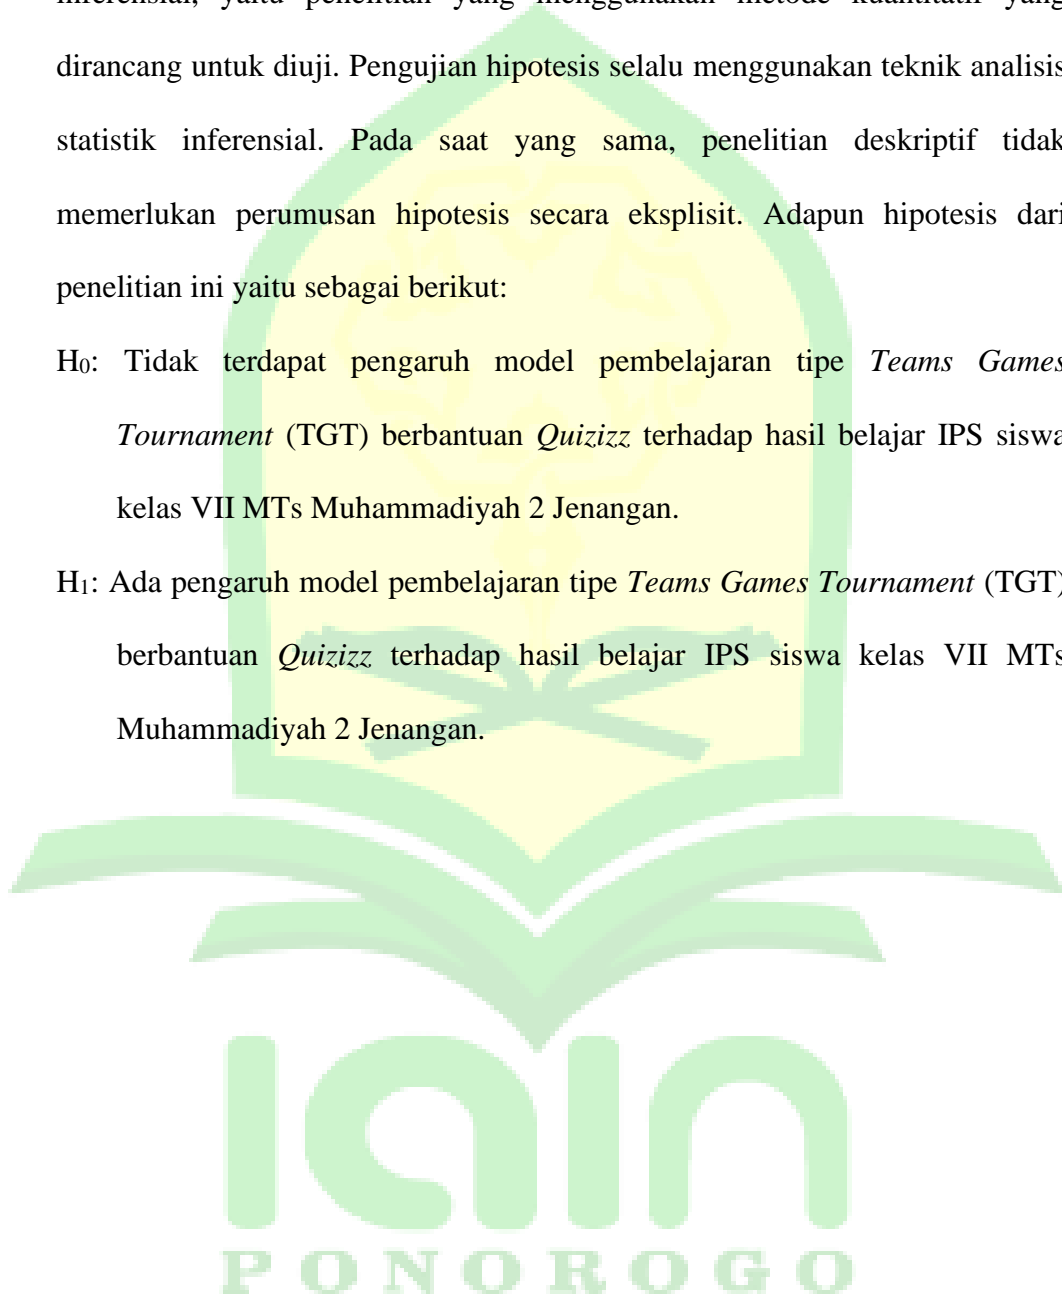 inferensial, yaitu penelitian yang menggunakan metode kuantitatif yang
dirancang untuk diuji. Pengujian hipotesis selalu menggunakan teknik analisis
statistik inferensial. Pada saat yang sama, penelitian deskriptif tidak
memerlukan perumusan hipotesis secara eksplisit. Adapun hipotesis dari
penelitian ini yaitu sebagai berikut:
H0: Tidak terdapat pengaruh model pembelajaran tipe Teams Games
Tournament (TGT) berbantuan Quizizz terhadap hasil belajar IPS siswa
kelas VII MTs Muhammadiyah 2 Jenangan.
H1: Ada pengaruh model pembelajaran tipe Teams Games Tournament (TGT)
berbantuan Quizizz terhadap hasil belajar IPS siswa kelas VII MTs
Muhammadiyah 2 Jenangan.
iain
PONOROGO